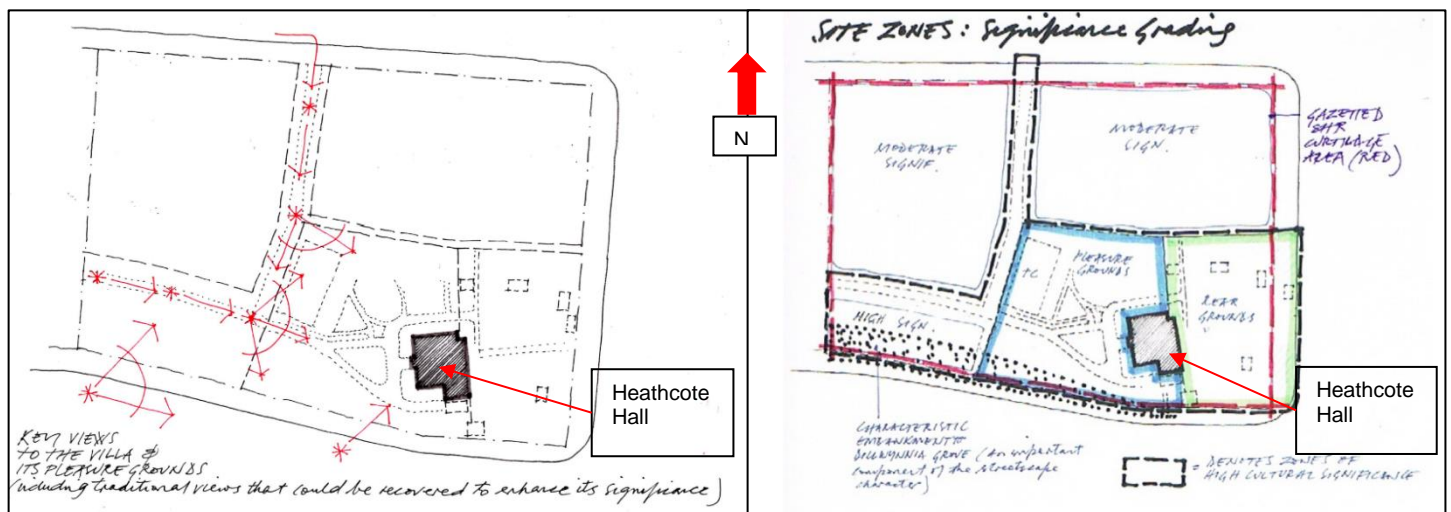 KEY VIEWS
TO THE VILLA &
ITS PLEASURE GROUNDS
(including traditional views that could be recovered to enhance its significance)
Heathcote
Hall
N
SITE ZONES: Significance Grading
MODERATE
SIGNIF.
MODERATE
SIGN.
GAZETTED
SHR
CURTILAGE
AREA (RED)
PLEASURE
GROUNDS
TC
REAR
GROUNDS
HIGH SIGN.
Heathcote
Hall
CHARACTERISTIC
EMBANKMENT TO
GROVE (an important
component of the streetscape
character)
= DENOTES ZONES OF
HIGH CULTURAL SIGNIFICANCE